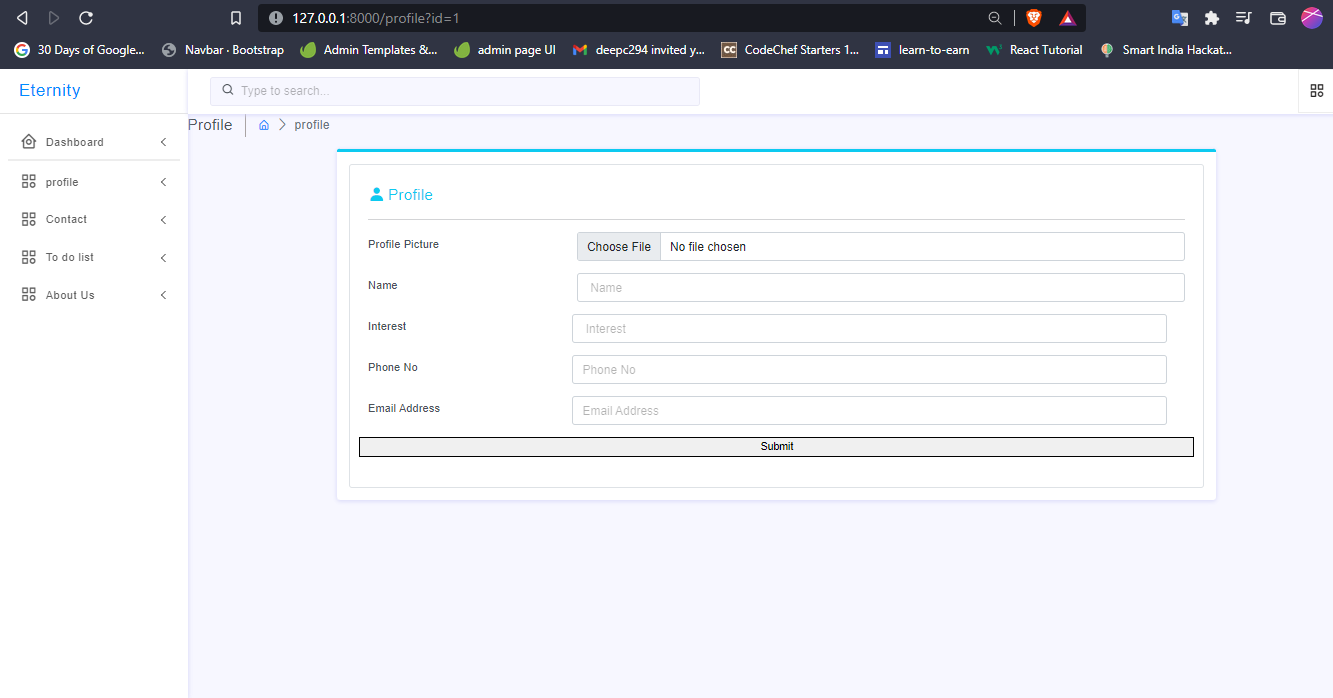 127.0.0.1:8000/profile?id=1
30 Days of Google... Navbar · Bootstrap Admin Templates &... admin page UI deepc294 invited y... CC CodeChef Starters 1... learn-to-earn React Tutorial Smart India Hackat...
Eternity
Type to search...
Profile profile
Dashboard
profile
Contact
To do list
About Us
Profile
Profile Picture Choose File No file chosen
Name Name
Interest Interest
Phone No Phone No
Email Address Email Address
Submit